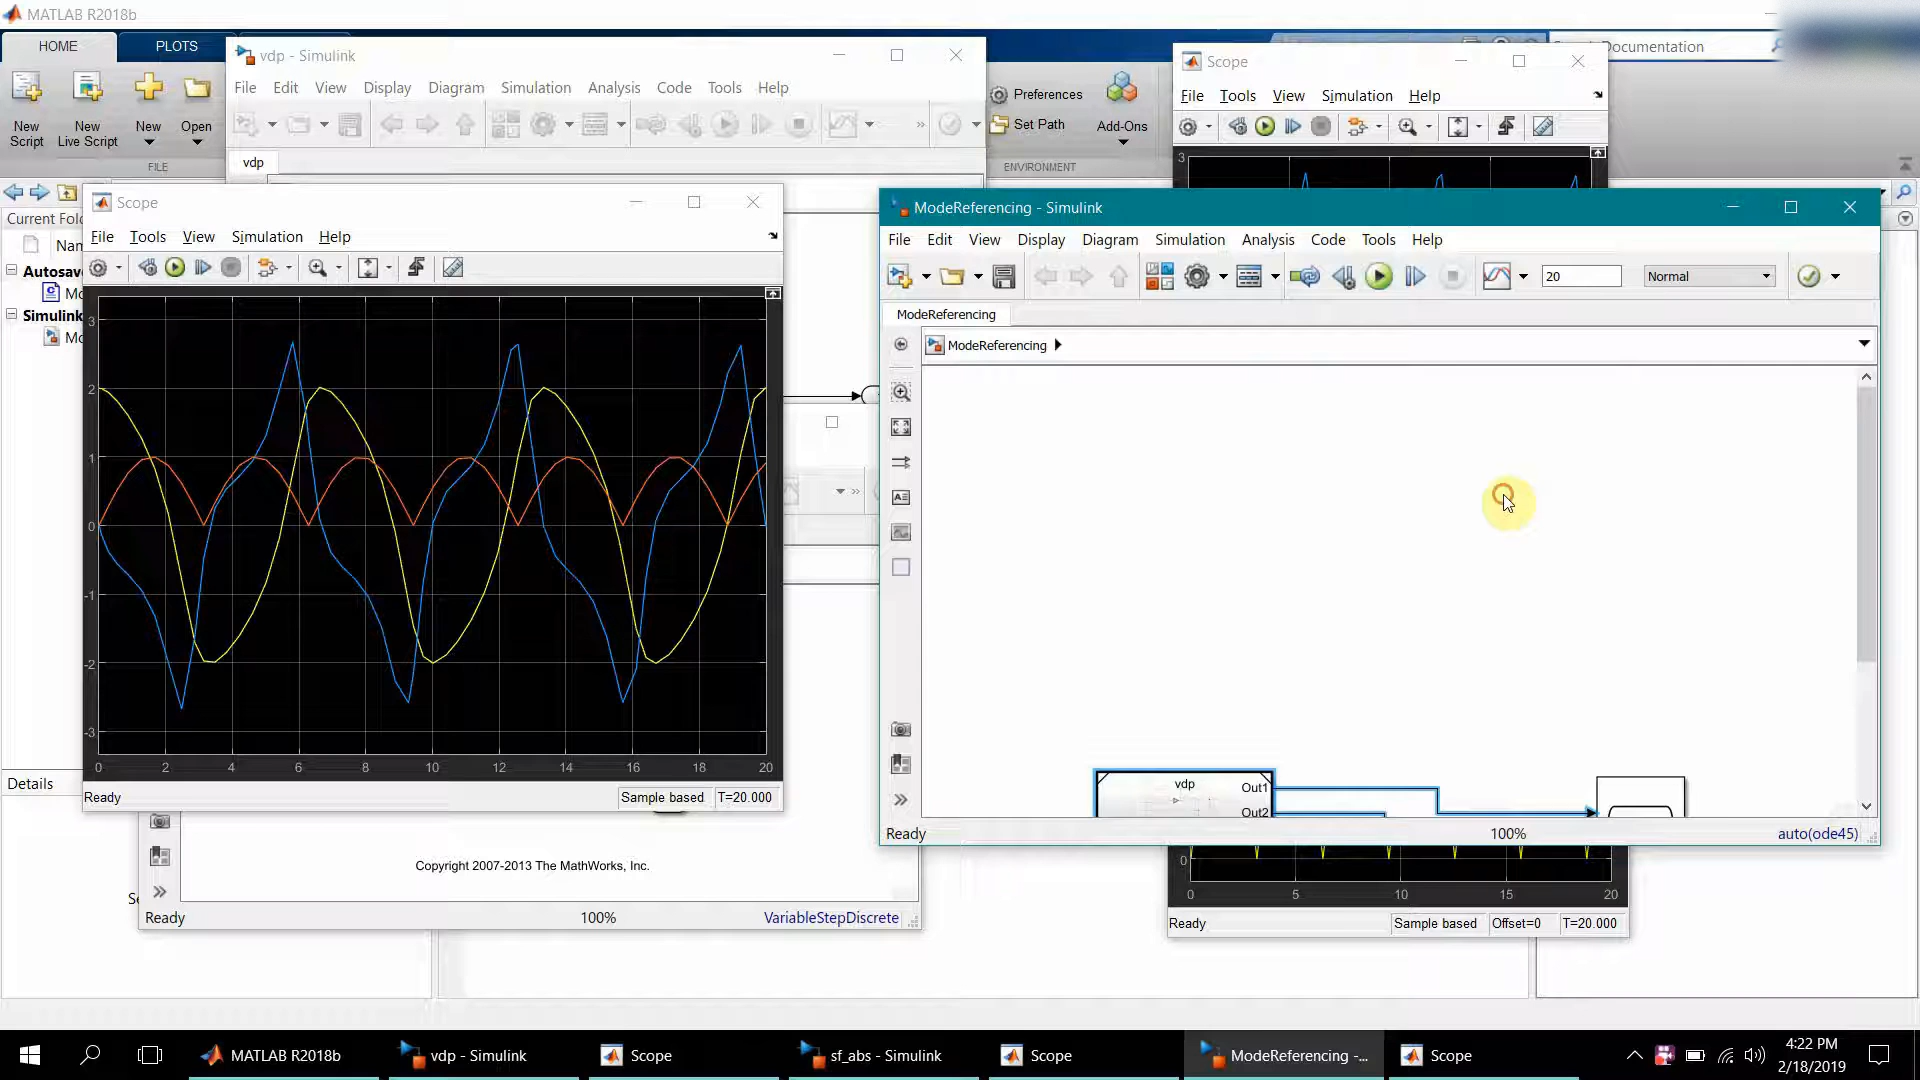 MATLAB R2018b
HOME
PLOTS
Documentation
New
Script
New
Live Script
New
Open
FILE
Preferences
Set Path
Add-Ons
ENVIRONMENT
vdp - Simulink
File Edit View Display Diagram Simulation Analysis Code Tools Help
vdp
Scope
File Tools View Simulation Help
3
Current
Autosav
Simulink
Details
Scope
File Tools View Simulation Help
3
2
1
0
-1
-2
-3
0 2 4 6 8 10 12 14 16 18 20
Ready
Sample based
T=20.000
ModeReferencing - Simulink
File Edit View Display Diagram Simulation Analysis Code Tools Help
20
Normal
ModeReferencing
ModeReferencing
vdp
Out1
Out2
Ready
100%
auto(ode45)
Copyright 2007-2013 The MathWorks, Inc.
Ready
100%
VariableStepDiscrete
0
0 5 10 15 20
Ready
Sample based
Offset=0
T=20.000
MATLAB R2018b
vdp - Simulink
Scope
sf_abs - Simulink
Scope
ModeReferencing -...
Scope
4:22 PM
2/18/2019